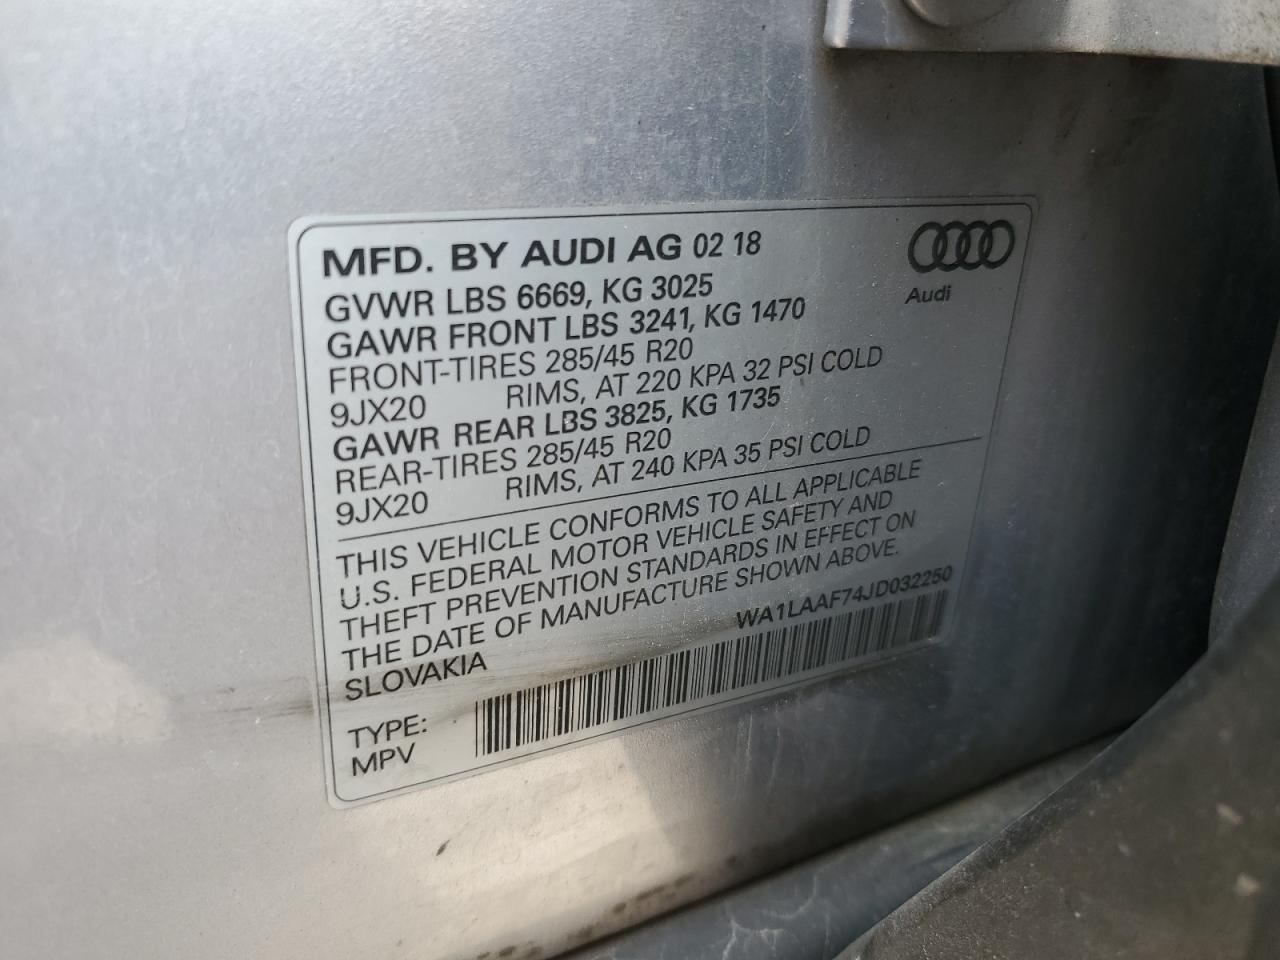 MFD. BY AUDI AG 02 18
Audi
GVWR LBS 6669, KG 3025
GAWR FRONT LBS 3241, KG 1470
FRONT-TIRES 285/45 R20
9JX20 RIMS, AT 220 KPA 32 PSI COLD
GAWR REAR LBS 3825, KG 1735
REAR-TIRES 285/45 R20
9JX20 RIMS, AT 240 KPA 35 PSI COLD
THIS VEHICLE CONFORMS TO ALL APPLICABLE
U.S. FEDERAL MOTOR VEHICLE SAFETY AND
THEFT PREVENTION STANDARDS IN EFFECT ON
THE DATE OF MANUFACTURE SHOWN ABOVE.
SLOVAKIA
WA1LAAF74JD032250
TYPE:
MPV